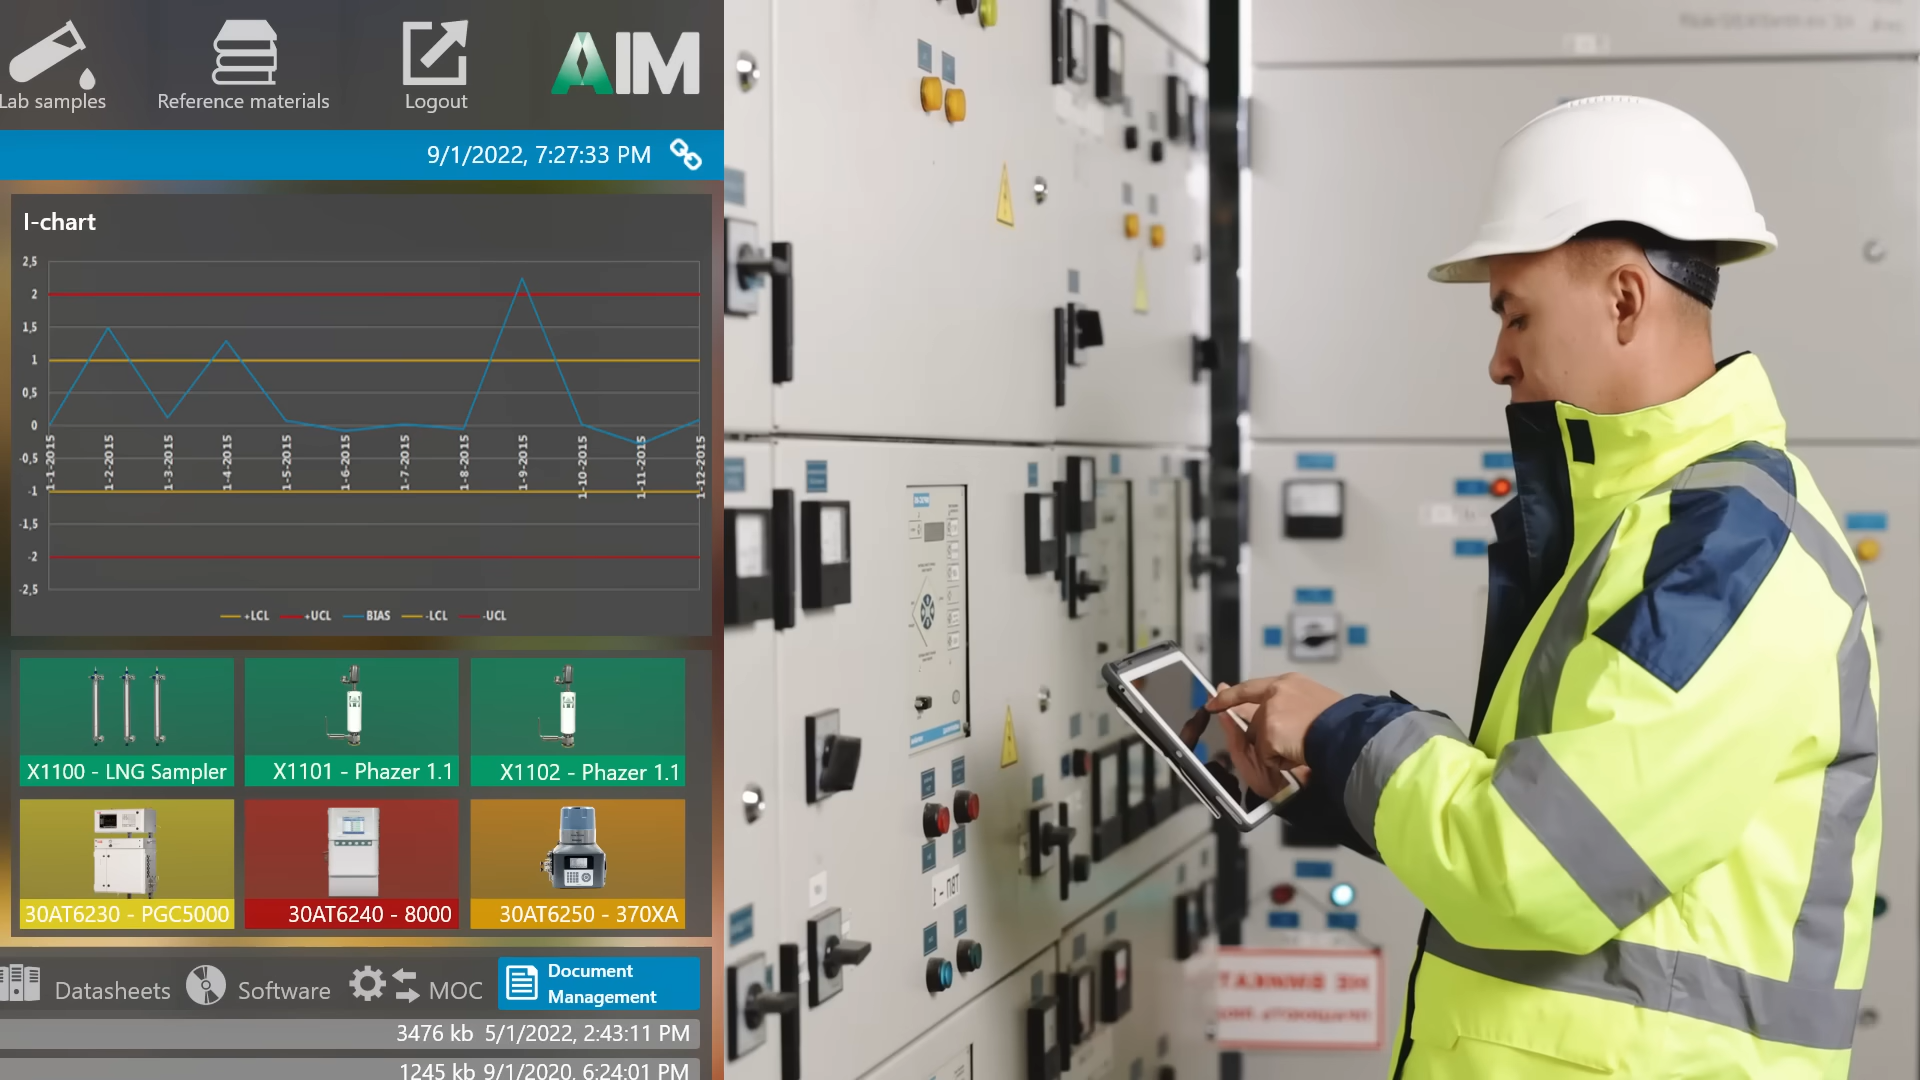 Lab samples
Reference materials
Logout
AIM
9/1/2022, 7:27:33 PM
I-chart
2,5
2
1,5
1
0,5
0
-0,5
-1
-1,5
-2
-2,5
1-1-2015
1-2-2015
1-3-2015
1-4-2015
1-5-2015
1-6-2015
1-7-2015
1-8-2015
1-9-2015
1-10-2015
1-11-2015
1-12-2015
+LCL
+UCL
BIAS
-LCL
-UCL
X1100 - LNG Sampler
X1101 - Phazer 1.1
X1102 - Phazer 1.1
30AT6230 - PGC5000
30AT6240 - 8000
30AT6250 - 370XA
Datasheets
Software
MOC
Document
Management
3476 kb 5/1/2022, 2:43:11 PM
1245 kb 9/1/2020, 6:24:01 PM